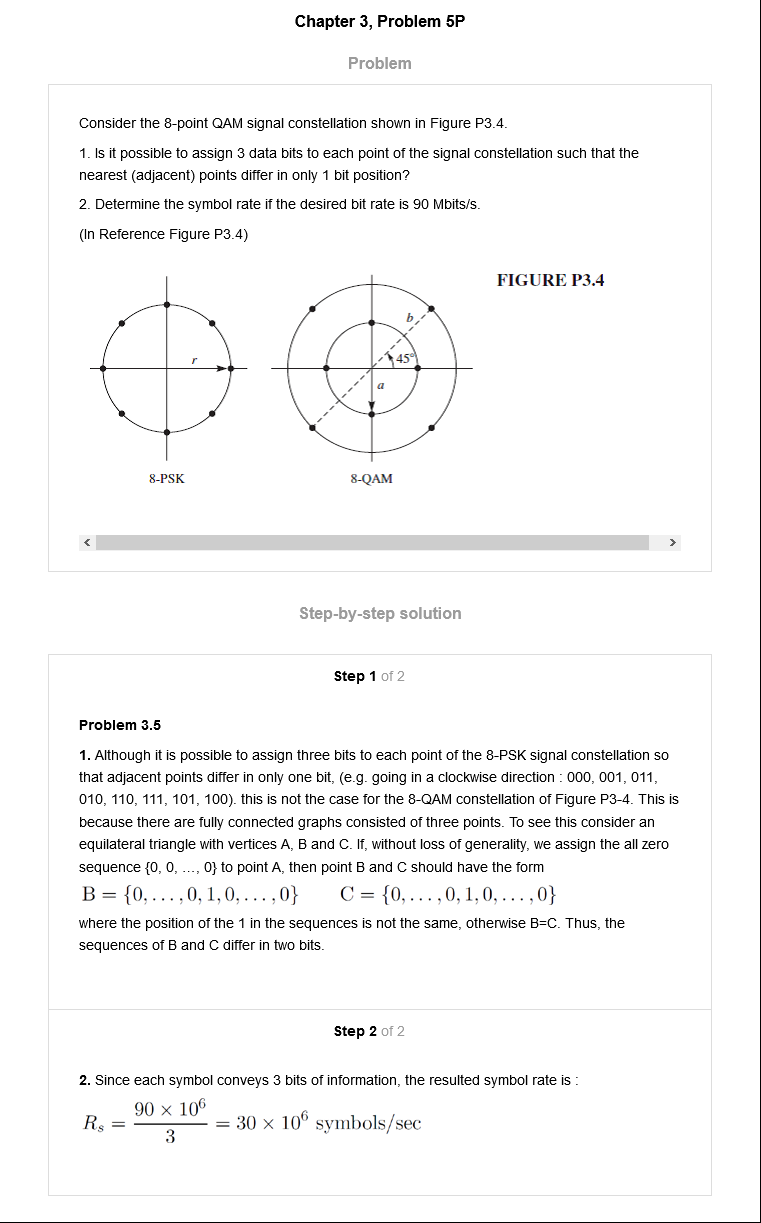 Chapter 3, Problem 5P
Problem
Consider the 8-point QAM signal constellation shown in Figure P3.4.
1. Is it possible to assign 3 data bits to each point of the signal constellation such that the
nearest (adjacent) points differ in only 1 bit position?
2. Determine the symbol rate if the desired bit rate is 90 Mbits/s.
(In Reference Figure P3.4)
FIGURE P3.4
r
b
45°
a
8-PSK
8-QAM
Step-by-step solution
Step 1 of 2
Problem 3.5
1. Although it is possible to assign three bits to each point of the 8-PSK signal constellation so
that adjacent points differ in only one bit, (e.g. going in a clockwise direction : 000, 001, 011,
010, 110, 111, 101, 100). this is not the case for the 8-QAM constellation of Figure P3-4. This is
because there are fully connected graphs consisted of three points. To see this consider an
equilateral triangle with vertices A, B and C. If, without loss of generality, we assign the all zero
sequence {0, 0, ..., 0} to point A, then point B and C should have the form
B = {0, . . . , 0, 1, 0, . . . , 0} C = {0, . . . , 0, 1, 0, . . . , 0}
where the position of the 1 in the sequences is not the same, otherwise B=C. Thus, the
sequences of B and C differ in two bits.
Step 2 of 2
2. Since each symbol conveys 3 bits of information, the resulted symbol rate is :
R_s = \frac{90 × 10^6}{3} = 30 × 10^6 symbols/sec